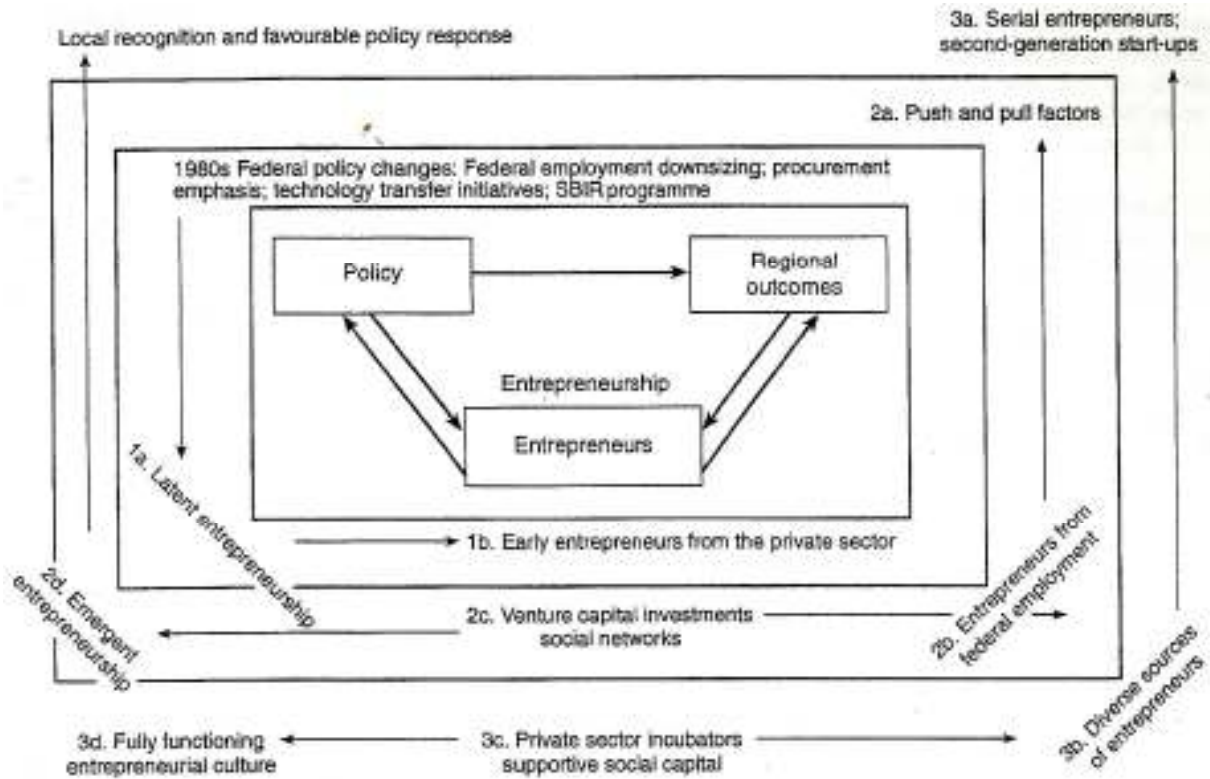 Local recognition and favourable policy response
3a. Serial entrepreneurs;
second-generation start-ups
2a. Push and pull factors
1980s Federal policy changes: Federal employment downsizing; procurement
emphasis; technology transfer initiatives; SBIR programme
Policy
Regional
outcomes
Entrepreneurship
Entrepreneurs
1a. Latent entrepreneurship
1b. Early entrepreneurs from the private sector
2b. Entrepreneurs from
federal employment
2c. Venture capital investments
social networks
2d. Emergent
entrepreneurship
3b. Diverse sources
of entrepreneurs
3c. Private sector incubators
supportive social capital
3d. Fully functioning
entrepreneurial culture